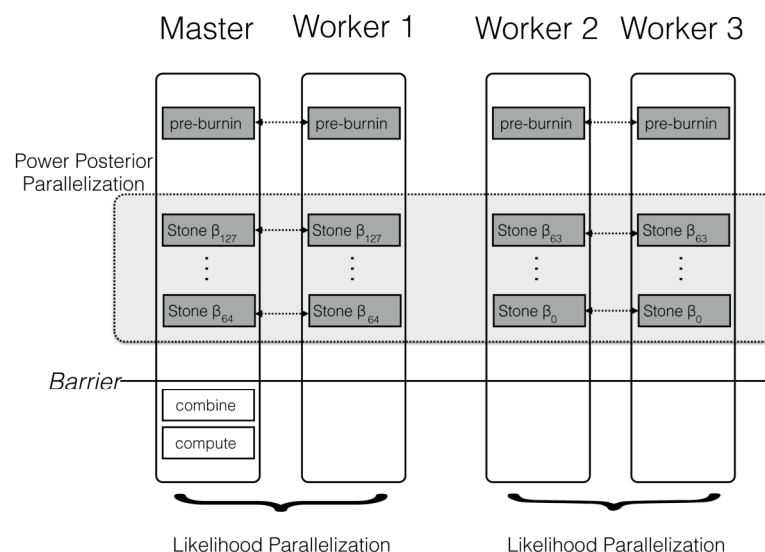 Master Worker 1 Worker 2 Worker 3
pre-burnin pre-burnin pre-burnin pre-burnin
Power Posterior
Parallelization
Stone β127 Stone β127 Stone β63 Stone β63
Stone β64 Stone β64 Stone β0 Stone β0
Barrier
combine
compute
Likelihood Parallelization Likelihood Parallelization